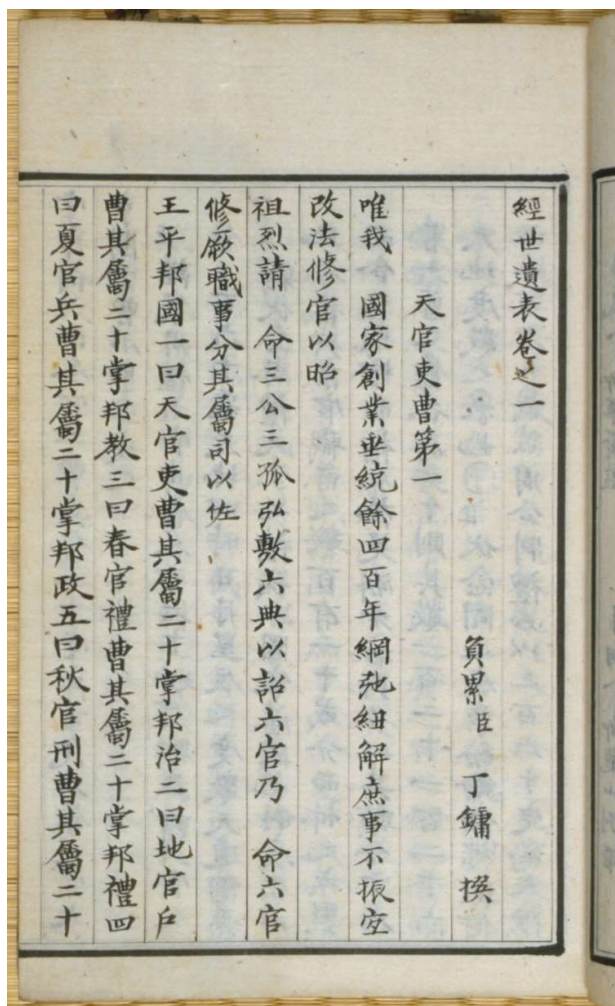 經世遺表卷之一
負累臣 丁鏞 撰
天官吏曹第一
唯我 國家創業垂統餘四百年綱弛紐解庶事不振宜
改法修官以昭
祖烈請 命三公三孤弘敷六典以詔六官乃 命六官
修厥職事分其屬司以佐
王平邦國一曰天官吏曹其屬二十掌邦治二曰地官戶
曹其屬二十掌邦教三曰春官禮曹其屬二十掌邦禮四
曰夏官兵曹其屬二十掌邦政五曰秋官刑曹其屬二十